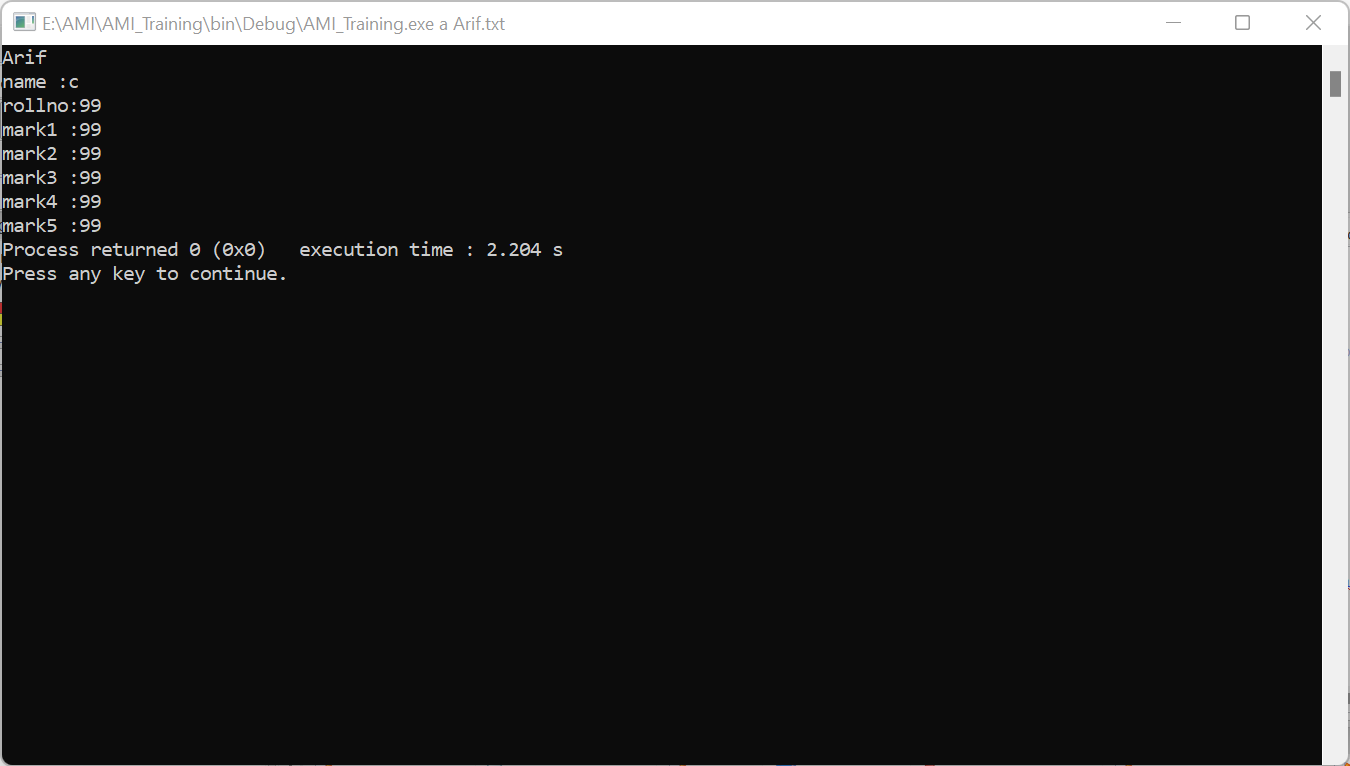 E:\AMI\AMI_Training\bin\Debug\AMI_Training.exe a Arif.txt
Arif
name :c
rollno:99
mark1 :99
mark2 :99
mark3 :99
mark4 :99
mark5 :99
Process returned 0 (0x0)   execution time : 2.204 s
Press any key to continue.